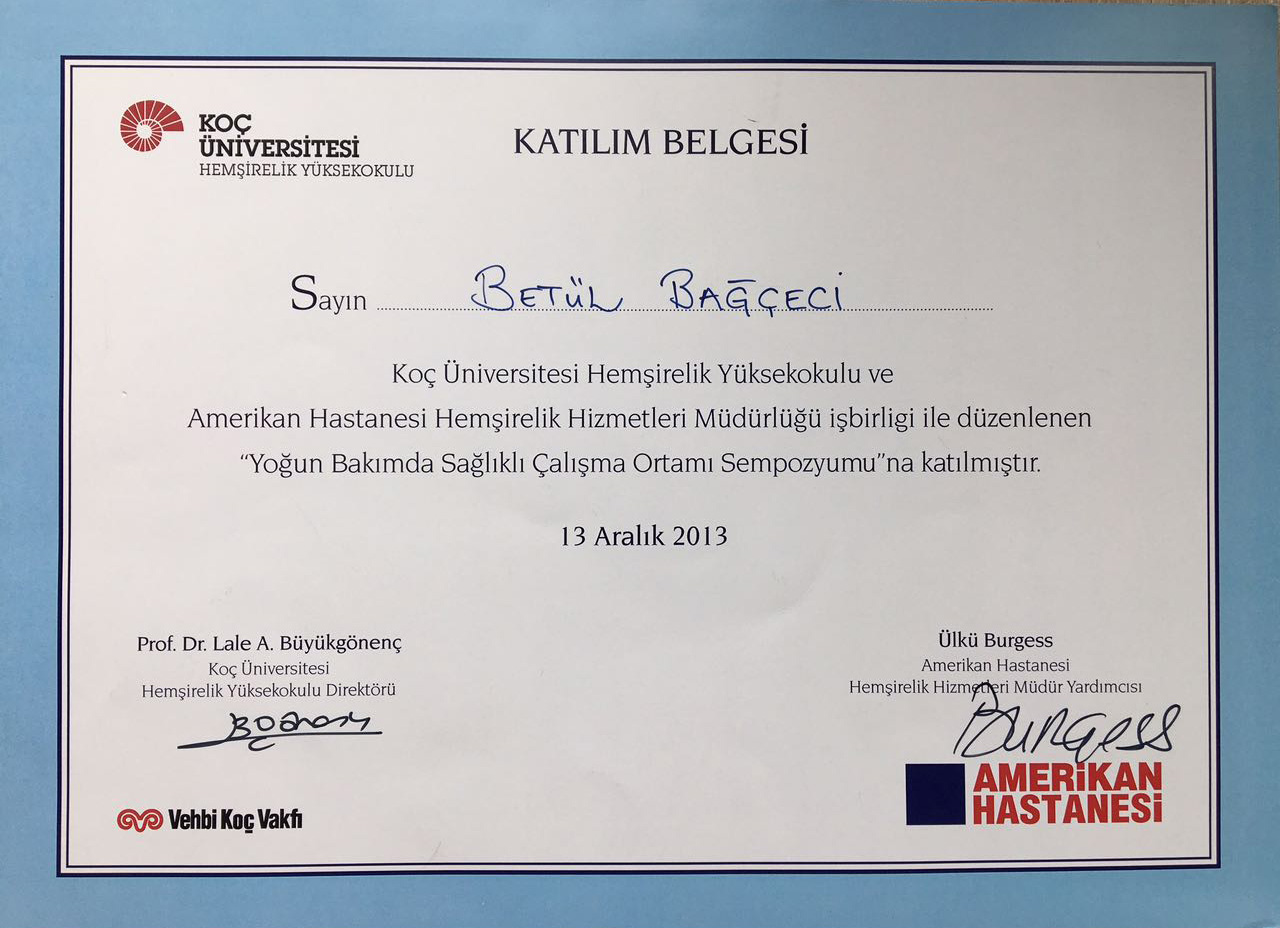 KOÇ
ÜNİVERSİTESİ
HEMŞİRELİK YÜKSEKOKULU
KATILIM BELGESİ
Sayın BETÜL BAĞÇECİ
Koç Üniversitesi Hemşirelik Yüksekokulu ve
Amerikan Hastanesi Hemşirelik Hizmetleri Müdürlüğü işbirligi ile düzenlenen
“Yoğun Bakımda Sağlıklı Çalışma Ortamı Sempozyumu”na katılmıştır.
13 Aralık 2013
Prof. Dr. Lale A. Büyükgönenç
Koç Üniversitesi
Hemşirelik Yüksekokulu Direktörü
Ülkü Burgess
Amerikan Hastanesi
Hemşirelik Hizmetleri Müdür Yardımcısı
Burgess
Vehbi Koç Vakfı
AMERİKAN
HASTANESİ